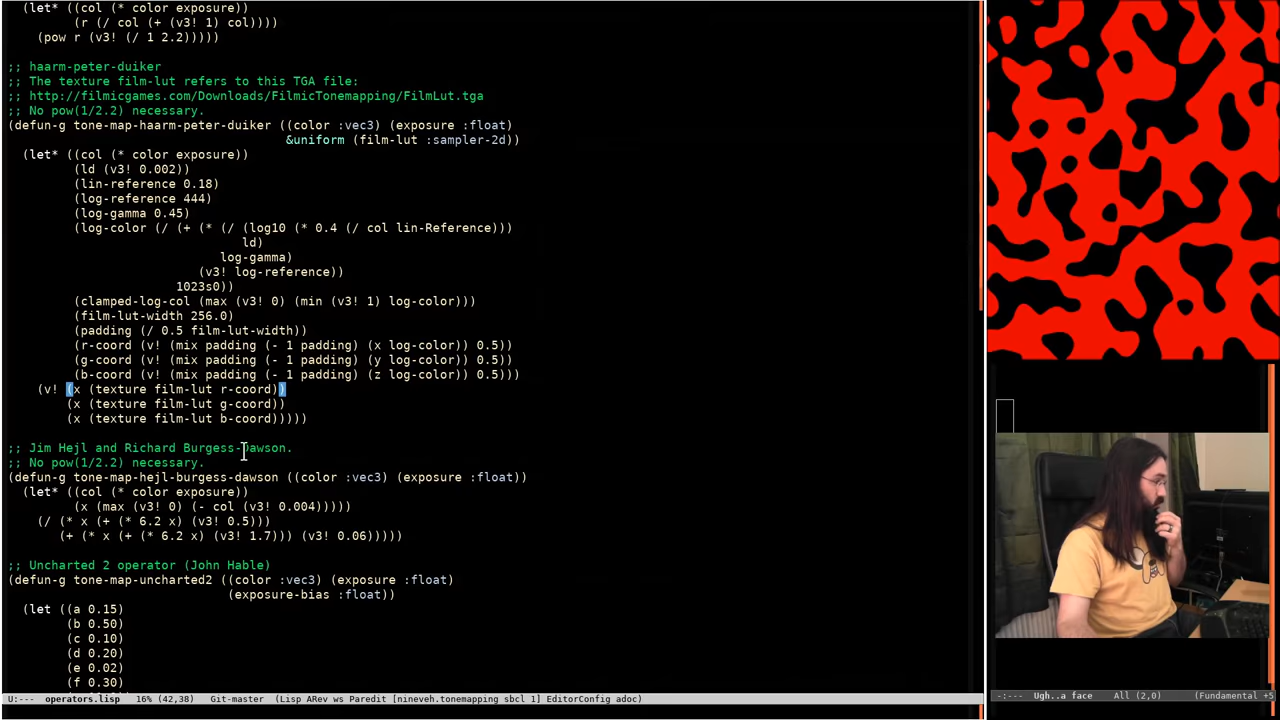 (let* ((col (* color exposure))
(r (/ col (+ (v3! 1) col))))
(pow r (v3! (/ 1 2.2)))))
;; haarm-peter-duiker
;; The texture film-lut refers to this TGA file:
;; http://filmicgames.com/Downloads/FilmicTonemapping/FilmLut.tga
;; No pow(1/2.2) necessary.
(defun-g tone-map-haarm-peter-duiker ((color :vec3) (exposure :float)
&uniform (film-lut :sampler-2d))
(let* ((col (* color exposure))
(ld (v3! 0.002))
(lin-reference 0.18)
(log-reference 444)
(log-gamma 0.45)
(log-color (/ (+ (* (/ (log10 (* 0.4 (/ col lin-Reference)))
ld)
log-gamma)
(v3! log-reference))
1023s0))
(clamped-log-col (max (v3! 0) (min (v3! 1) log-color)))
(film-lut-width 256.0)
(padding (/ 0.5 film-lut-width))
(r-coord (v! (mix padding (- 1 padding) (x log-color)) 0.5))
(g-coord (v! (mix padding (- 1 padding) (y log-color)) 0.5))
(b-coord (v! (mix padding (- 1 padding) (z log-color)) 0.5)))
(v! (x (texture film-lut r-coord))
(x (texture film-lut g-coord))
(x (texture film-lut b-coord)))))
;; Jim Hejl and Richard Burgess-Dawson.
;; No pow(1/2.2) necessary.
(defun-g tone-map-hejl-burgess-dawson ((color :vec3) (exposure :float))
(let* ((col (* color exposure))
(x (max (v3! 0) (- col (v3! 0.004)))))
(/ (* x (+ (* 6.2 x) (v3! 0.5)))
(+ (* x (+ (* 6.2 x) (v3! 1.7))) (v3! 0.06)))))
;; Uncharted 2 operator (John Hable)
(defun-g tone-map-uncharted2 ((color :vec3) (exposure :float)
(exposure-bias :float))
(let ((a 0.15)
(b 0.50)
(c 0.10)
(d 0.20)
(e 0.02)
(f 0.30)
U:--- operators.lisp 16% (42,38) Git-master (Lisp ARev ws Paredit [nineveh.tonemapping sbcl 1] EditorConfig adoc)
-:--- Ugh..a face All (2,0) (Fundamental +5